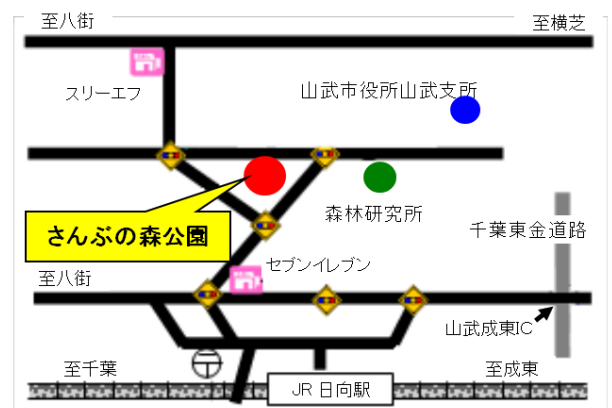 至八街
至横芝
スリーエフ
山武市役所山武支所
さんぶの森公園
森林研究所
千葉東金道路
セブンイレブン
至八街
山武成東IC
至千葉
至成東
JR 日向駅